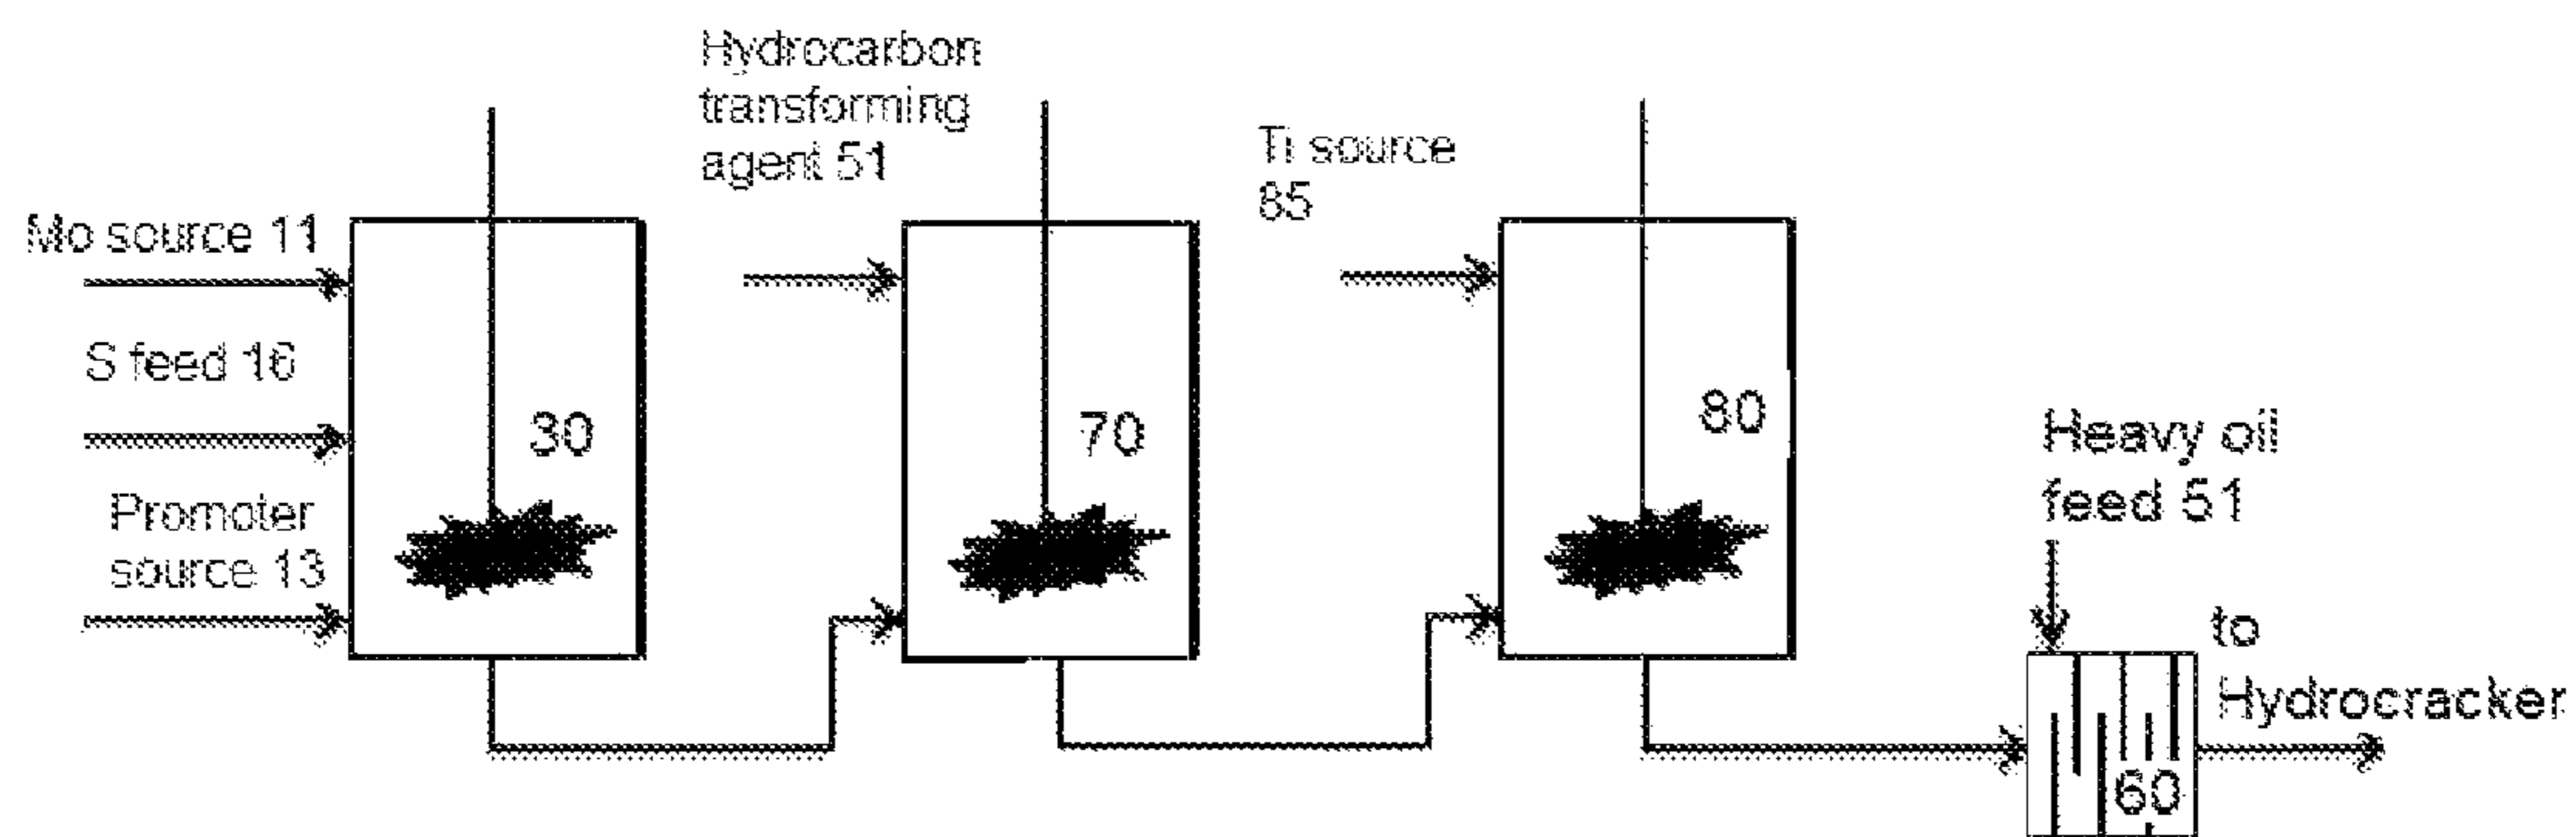 Hydrocarbon
transforming
agent 51
Ti source
85
Mo source 11
S feed 16
Promoter
source 13
30
70
80
Heavy oil
feed 51
to
Hydrocracker
60